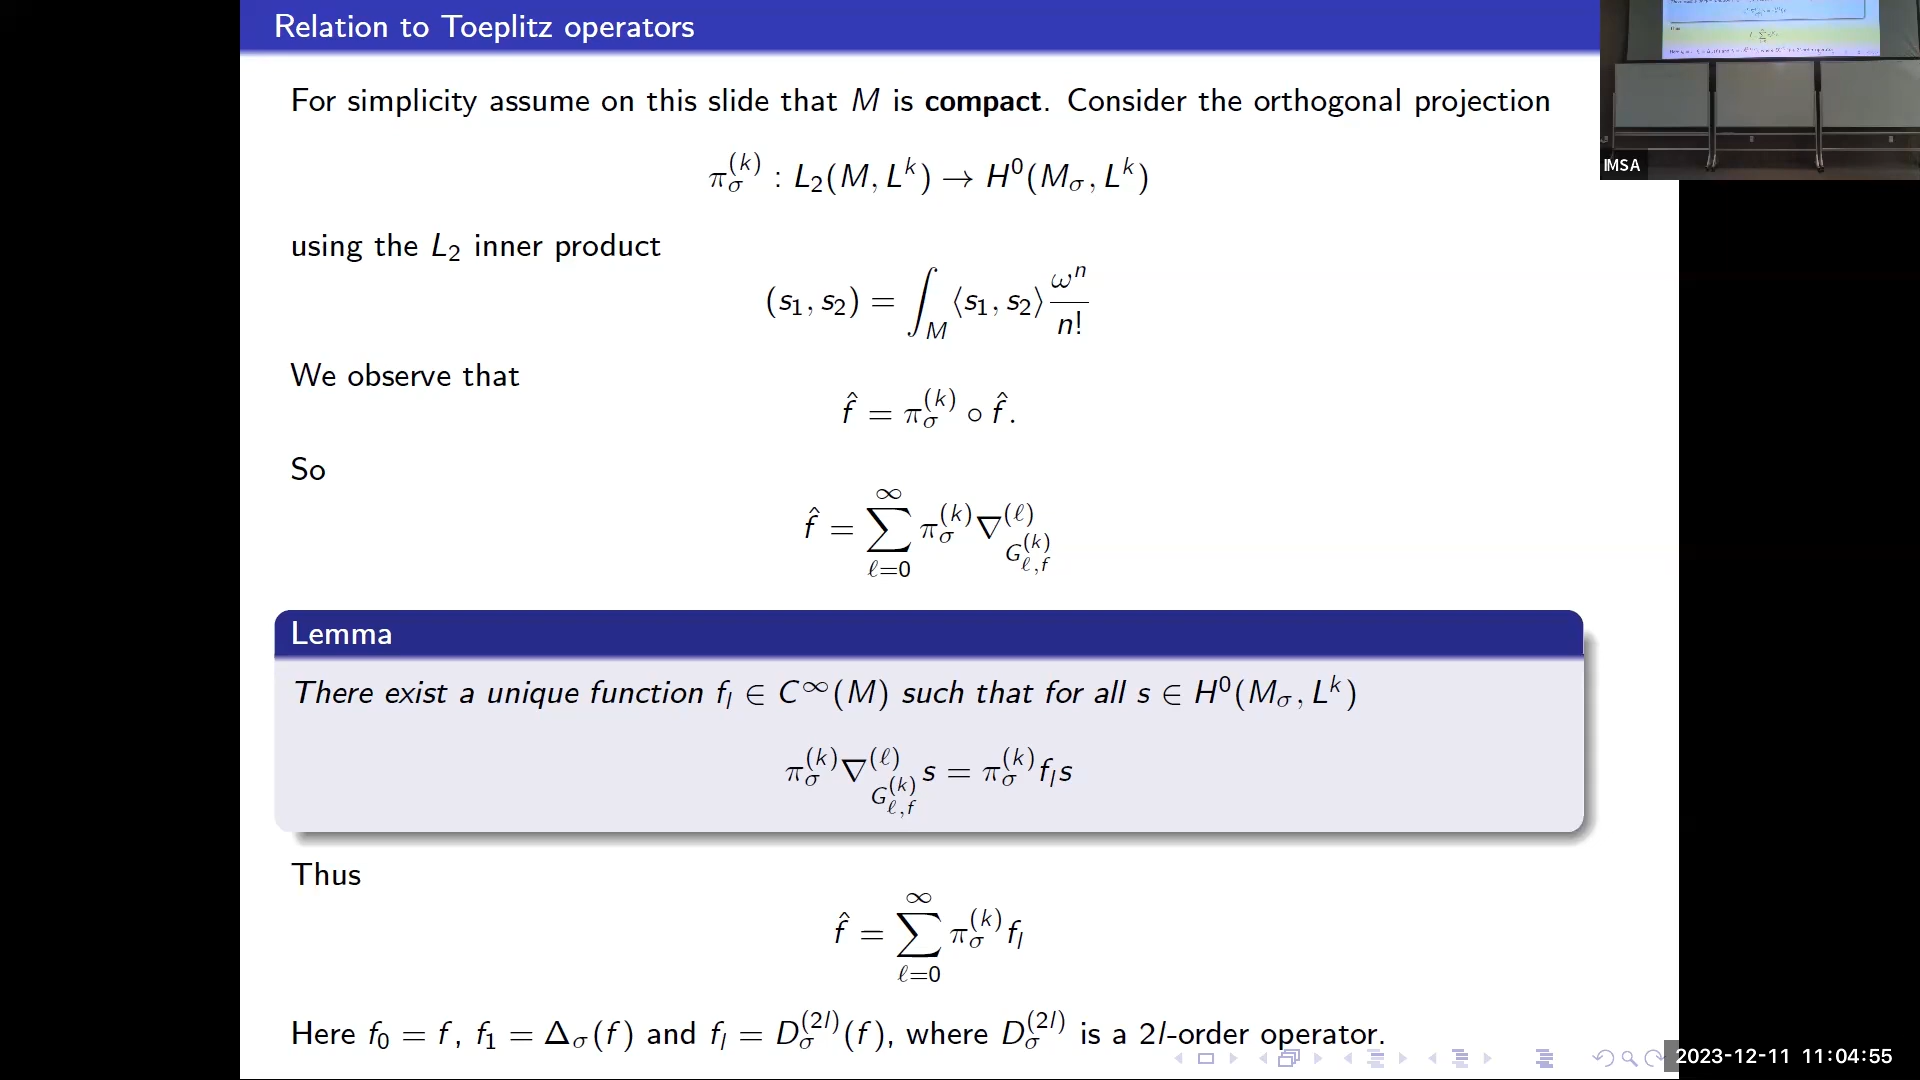 Relation to Toeplitz operators
For simplicity assume on this slide that M is compact. Consider the orthogonal projection
π_σ^{(k)} : L_2(M, L^k) → H^0(M_σ, L^k)
using the L_2 inner product
(s_1, s_2) = ∫_M ⟨s_1, s_2⟩ ω^n / n!
We observe that
f̂ = π_σ^{(k)} ∘ f̂.
So
f̂ = ∑_{ℓ=0}^{∞} π_σ^{(k)} ∇^{(ℓ)}_{G^{(k)}_{ℓ,f}}
Lemma
There exist a unique function f_l ∈ C^∞(M) such that for all s ∈ H^0(M_σ, L^k)
π_σ^{(k)} ∇^{(ℓ)}_{G^{(k)}_{ℓ,f}} s = π_σ^{(k)} f_l s
Thus
f̂ = ∑_{ℓ=0}^{∞} π_σ^{(k)} f_l
Here f_0 = f, f_1 = Δ_σ(f) and f_l = D_σ^{(2l)}(f), where D_σ^{(2l)} is a 2l-order operator.
IMSA
2023-12-11 11:04:55